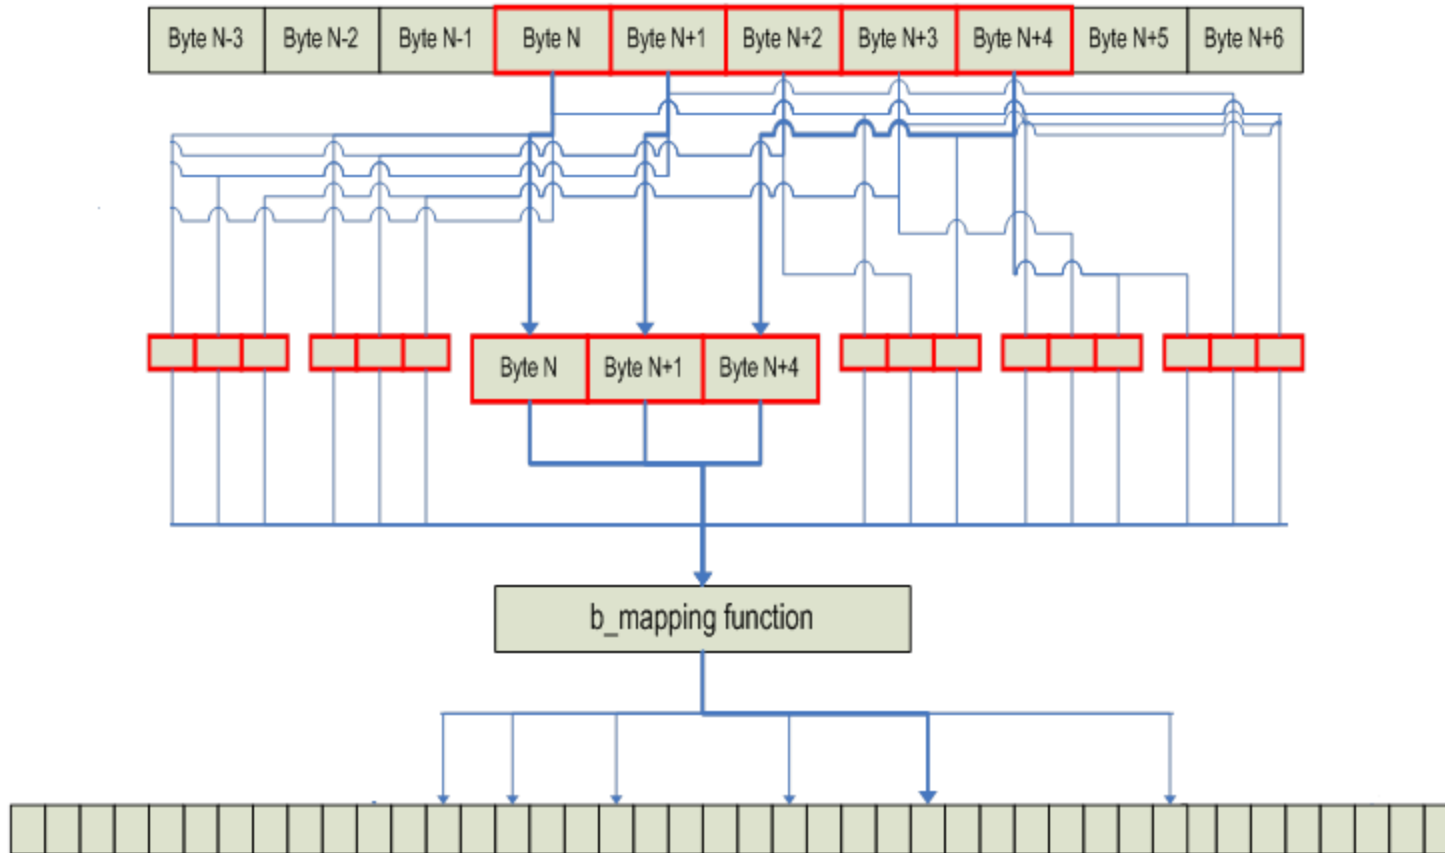 Byte N-3 Byte N-2 Byte N-1 Byte N Byte N+1 Byte N+2 Byte N+3 Byte N+4 Byte N+5 Byte N+6
Byte N Byte N+1 Byte N+4
b_mapping function